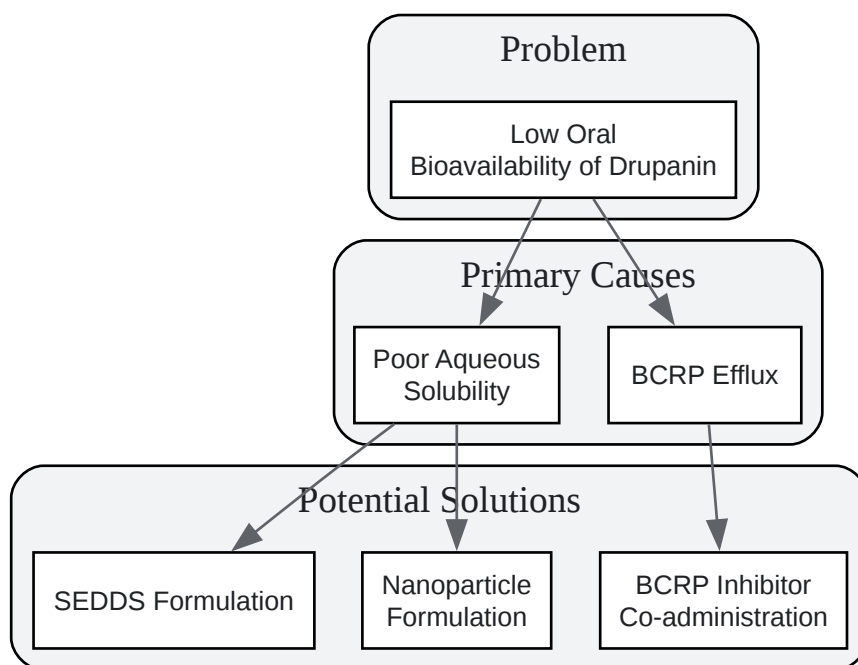 Problem
Low Oral
Bioavailability of Drupanin
Primary Causes
Poor Aqueous
Solubility
BCRP Efflux
Potential Solutions
SEDDS Formulation
Nanoparticle
Formulation
BCRP Inhibitor
Co-administration